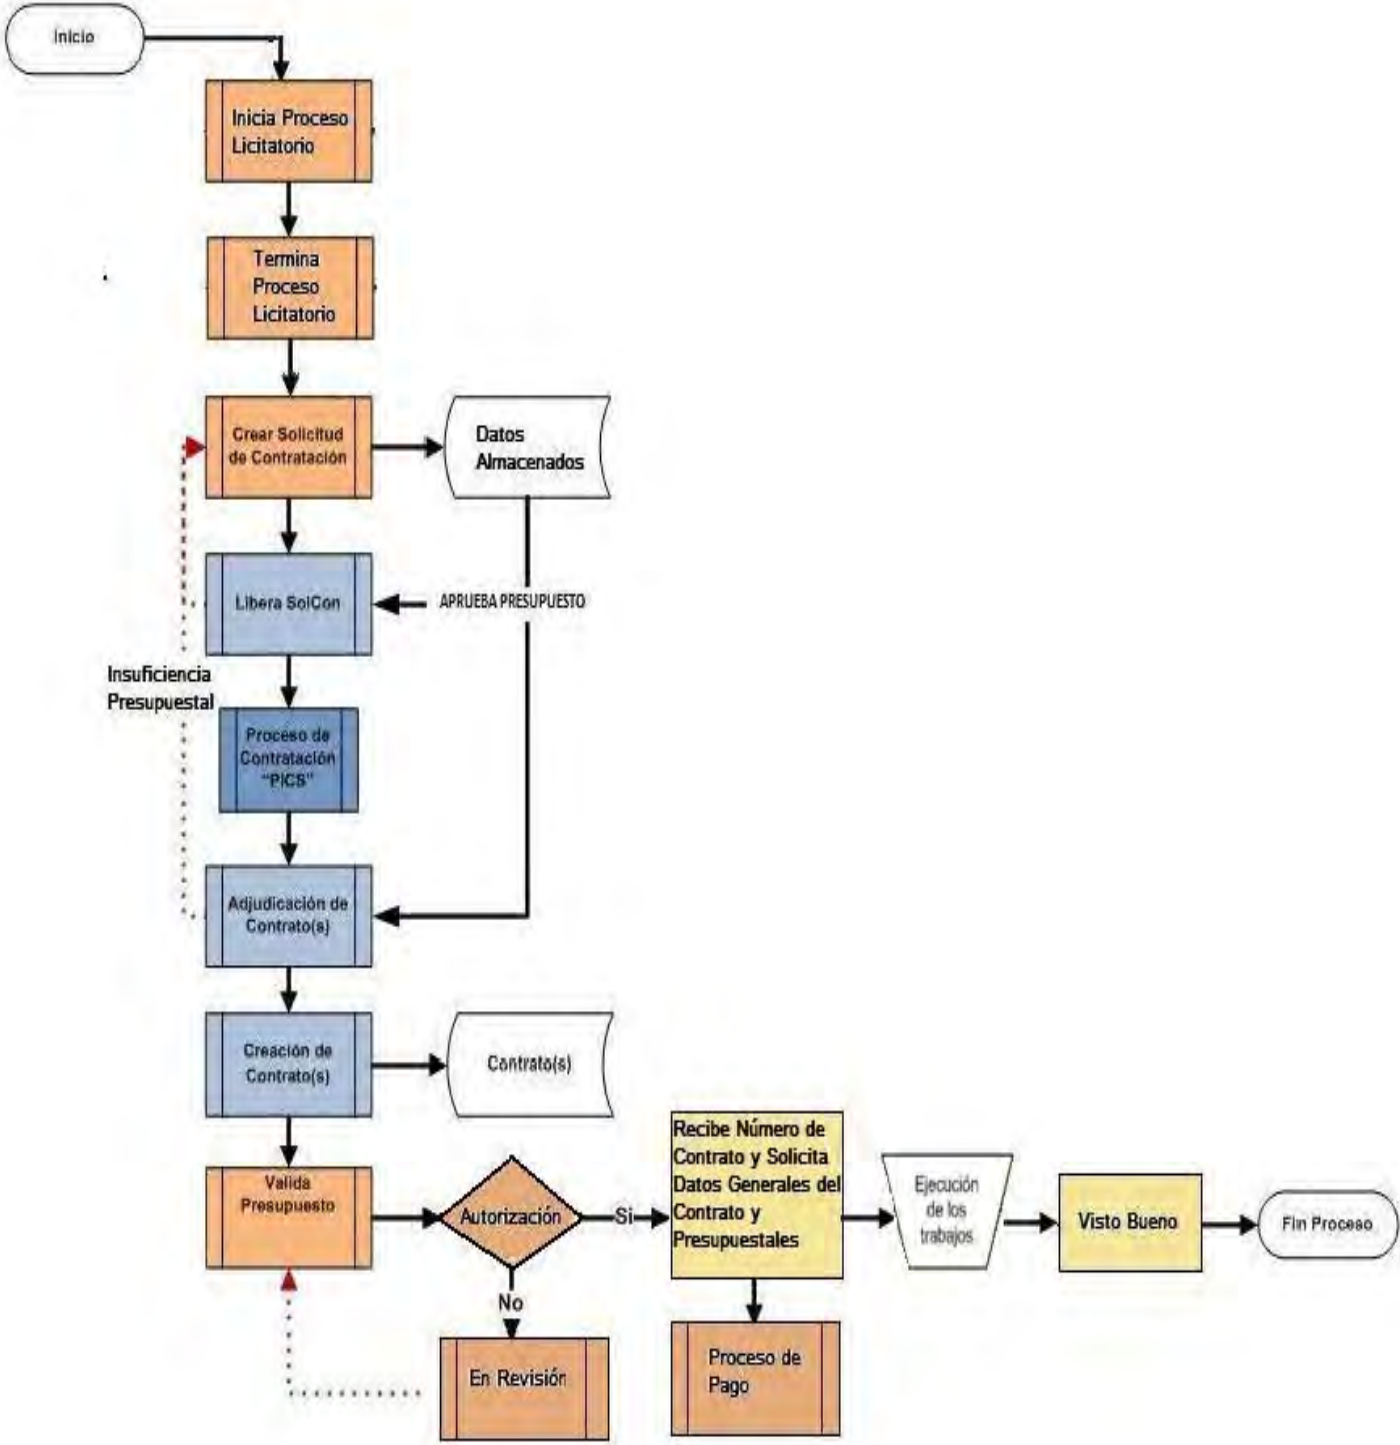 Inicio
Inicia Proceso
Licitatorio
Termina
Proceso
Licitatorio
Crear Solicitud
de Contratación
Datos
Almacenados
Libera SolCon
APRUEBA PRESUPUESTO
Insuficiencia
Presupuestal
Proceso de
Contratación
"PICS"
Adjudicación de
Contrato(s)
Creación de
Contrato(s)
Contrato(s)
Valida
Presupuesto
Autorización
Si
Recibe Número de
Contrato y Solicita
Datos Generales del
Contrato y
Presupuestales
Ejecución
de los
trabajos
Visto Bueno
Fin Proceso
No
En Revisión
Proceso de
Pago